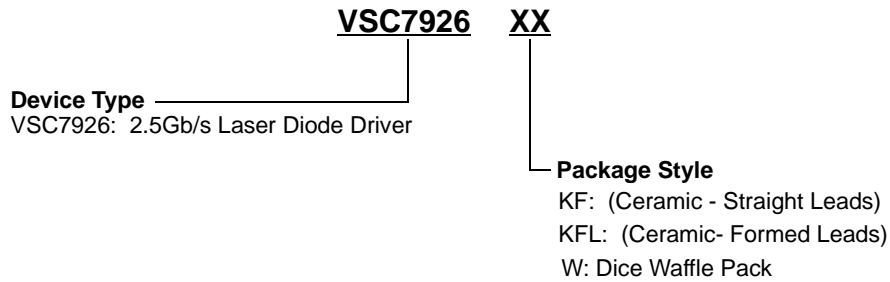 VSC7926 XX
Device Type
VSC7926: 2.5Gb/s Laser Diode Driver
Package Style
KF: (Ceramic - Straight Leads)
KFL: (Ceramic- Formed Leads)
W: Dice Waffle Pack